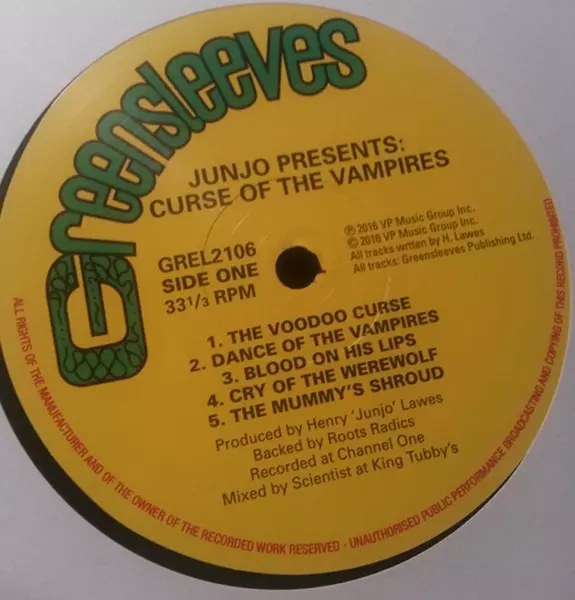 Greensleeves
JUNJO PRESENTS:
CURSE OF THE VAMPIRES
GREL2106
SIDE ONE
33 1/3 RPM
℗ 2016 VP Music Group Inc.
© 2016 VP Music Group Inc.
All tracks written by H. Lawes
All tracks: Greensleeves Publishing Ltd.
1. THE VOODOO CURSE
2. DANCE OF THE VAMPIRES
3. BLOOD ON HIS LIPS
4. CRY OF THE WEREWOLF
5. THE MUMMY'S SHROUD
Produced by Henry 'Junjo' Lawes
Backed by Roots Radics
Recorded at Channel One
Mixed by Scientist at King Tubby's
ALL RIGHTS OF THE MANUFACTURER AND OF THE OWNER OF THE RECORDED WORK RESERVED · UNAUTHORISED PUBLIC PERFORMANCE BROADCASTING AND COPYING OF THIS RECORD PROHIBITED